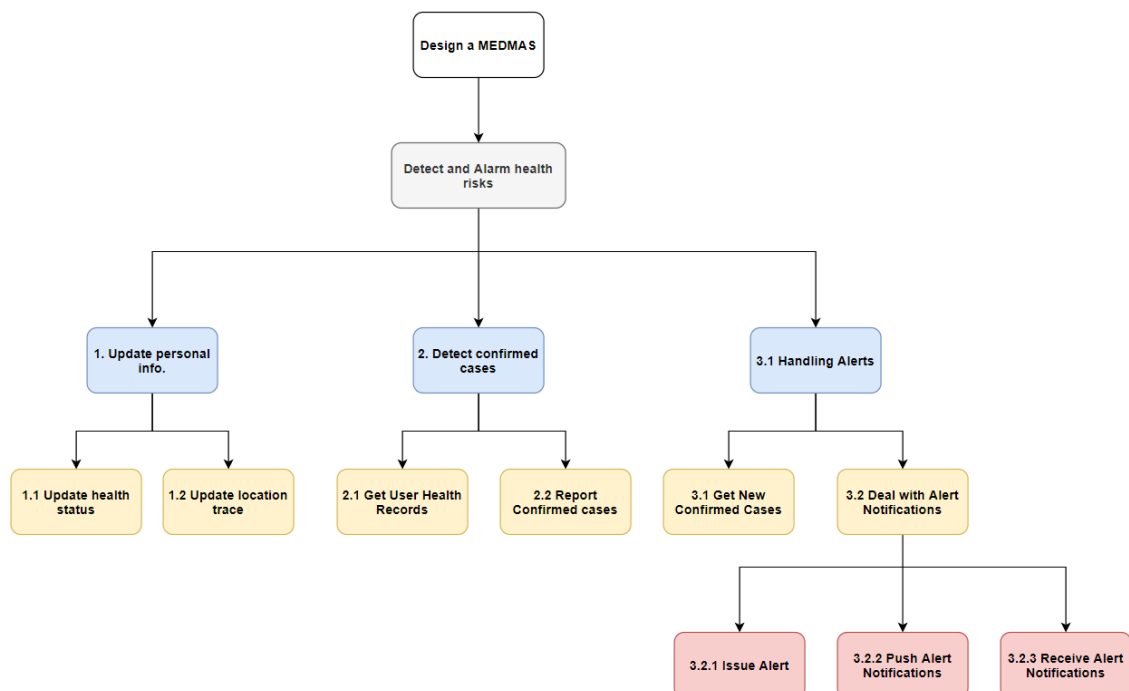 Design a MEDMAS
Detect and Alarm health
risks
1. Update personal
info.
2. Detect confirmed
cases
3.1 Handling Alerts
1.1 Update health
status
1.2 Update location
trace
2.1 Get User Health
Records
2.2 Report
Confirmed cases
3.1 Get New
Confirmed Cases
3.2 Deal with Alert
Notifications
3.2.1 Issue Alert
3.2.2 Push Alert
Notifications
3.2.3 Receive Alert
Notifications